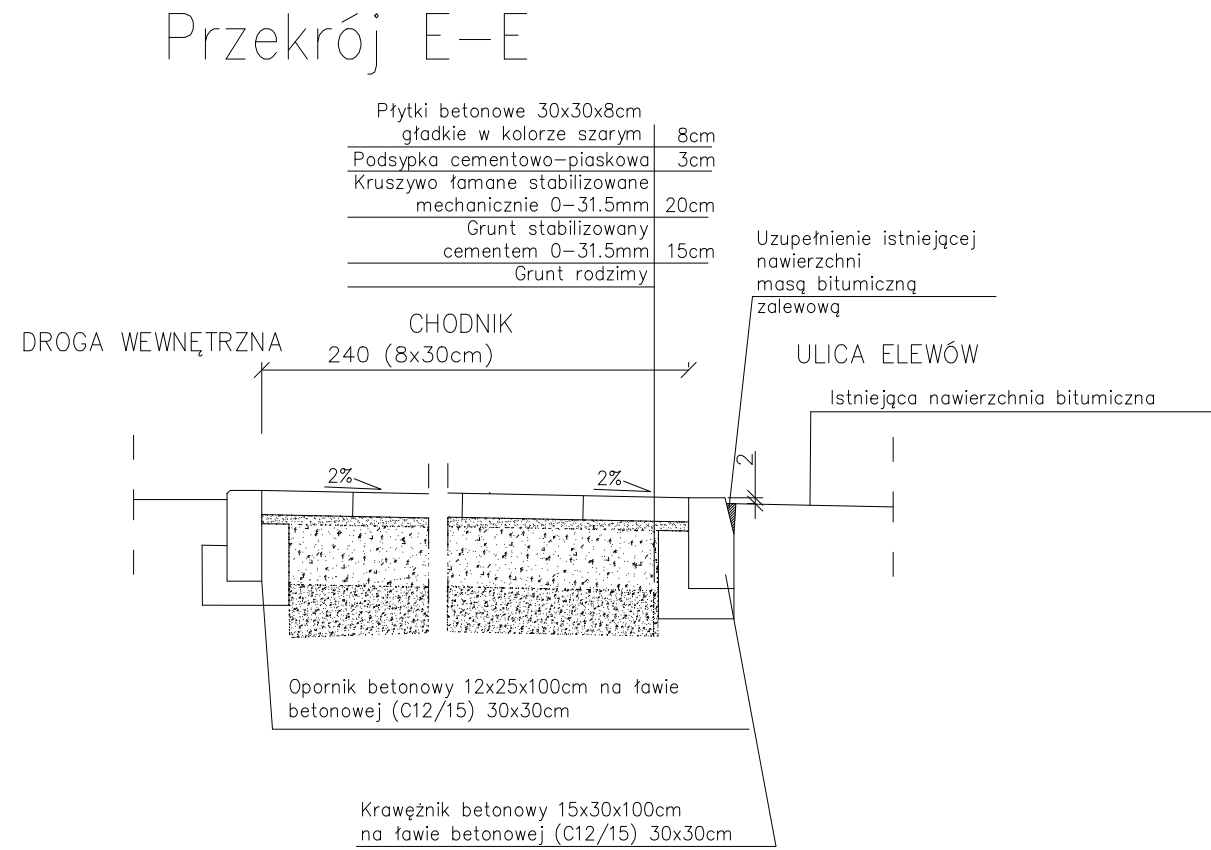 Przekrój E–E
Płytki betonowe 30x30x8cm
gładkie w kolorze szarym 8cm
Podsypka cementowo–piaskowa 3cm
Kruszywo łamane stabilizowane
mechanicznie 0–31.5mm 20cm
Grunt stabilizowany
cementem 0–31.5mm 15cm
Grunt rodzimy
Uzupełnienie istniejącej
nawierzchni
masą bitumiczną
zalewową
CHODNIK
DROGA WEWNĘTRZNA
240 (8x30cm)
ULICA ELEWÓW
Istniejąca nawierzchnia bitumiczna
2
2%
2%
Opornik betonowy 12x25x100cm na ławie
betonowej (C12/15) 30x30cm
Krawężnik betonowy 15x30x100cm
na ławie betonowej (C12/15) 30x30cm